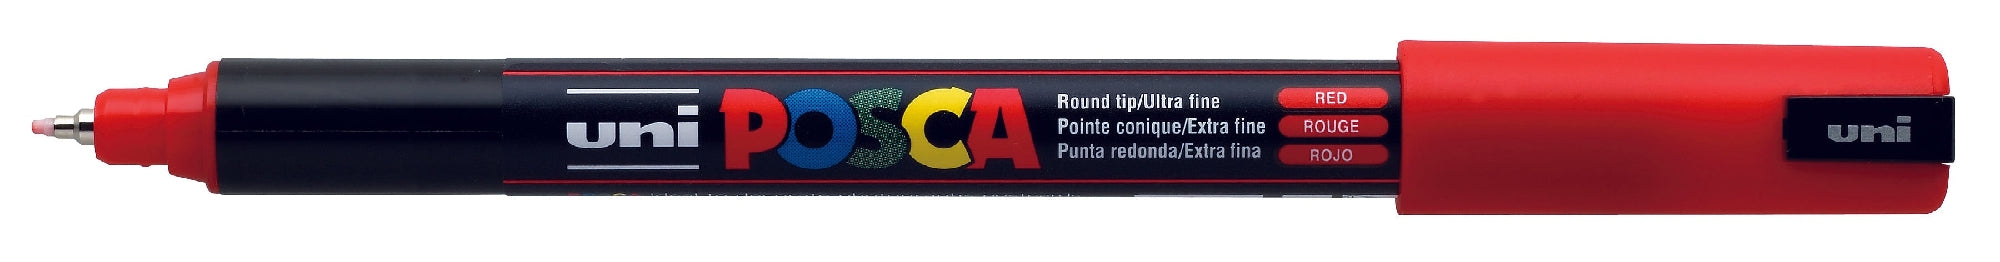 uni POSCA
Round tip/Ultra fine RED
Pointe conique/Extra fine ROUGE
Punta redonda/Extra fina ROJO
uni